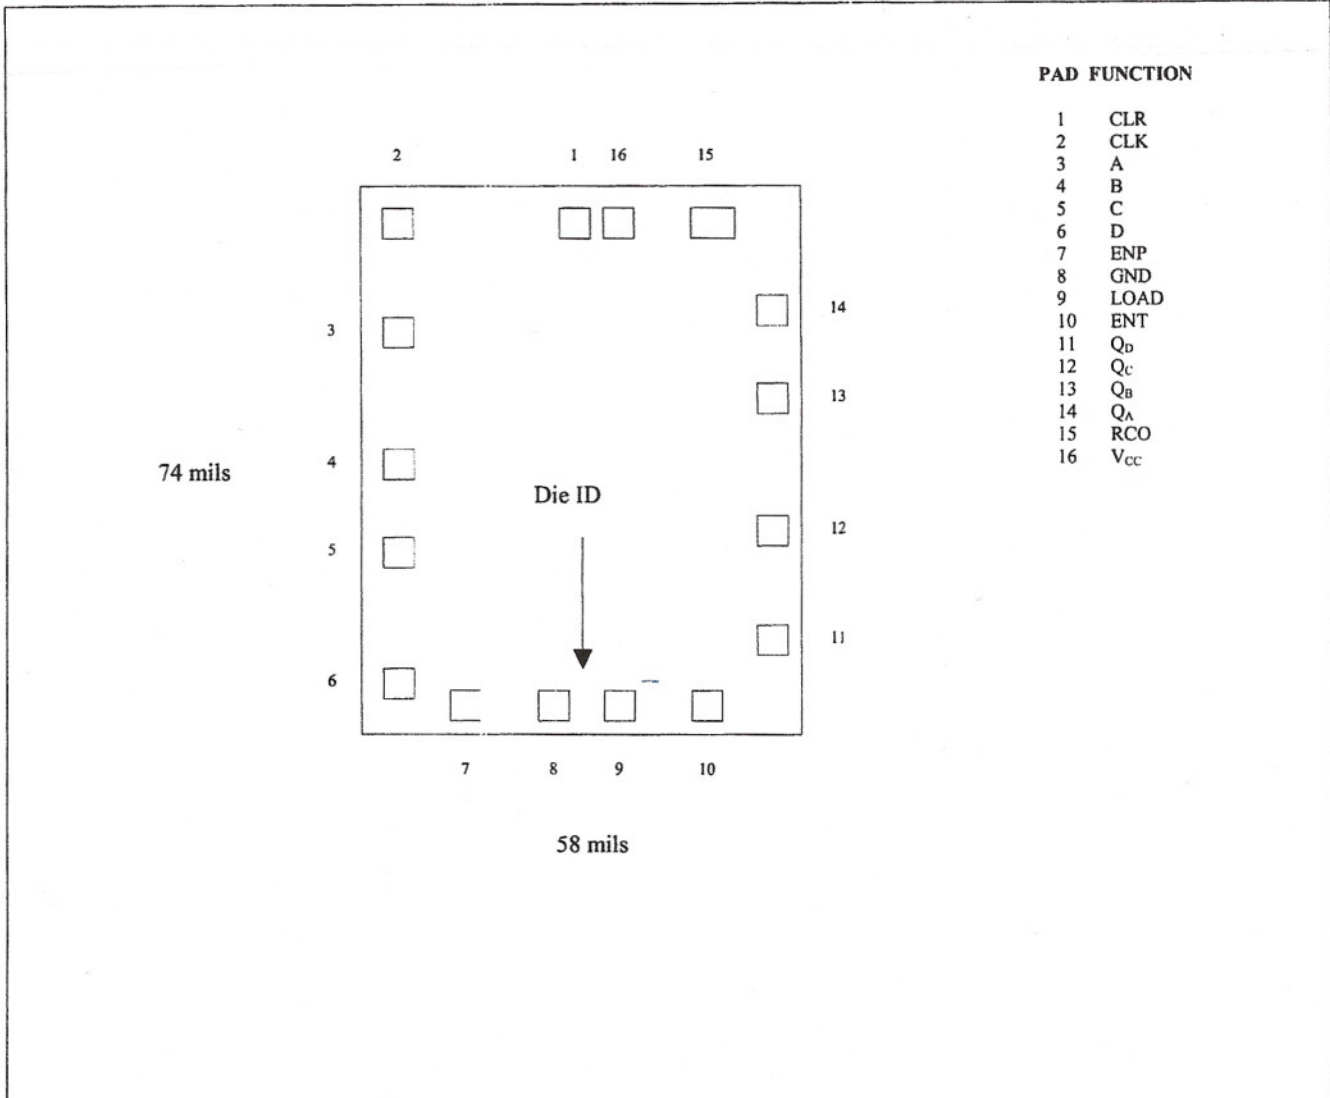 PAD FUNCTION
1 CLR
2 CLK
3 A
4 B
5 C
6 D
7 ENP
8 GND
9 LOAD
10 ENT
11 QD
12 QC
13 QB
14 QA
15 RCO
16 VCC
2 1 16 15
14
3
13
4
74 mils
Die ID
12
5
11
6
7 8 9 10
58 mils